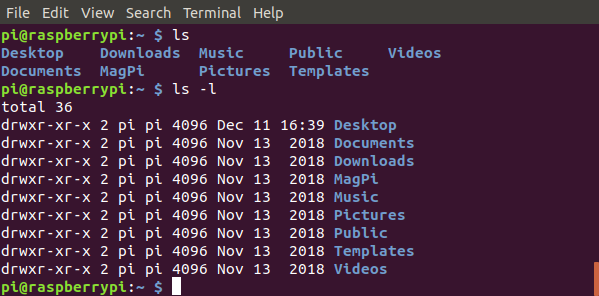 File Edit View Search Terminal Help
pi@raspberrypi:~ $ ls
Desktop    Downloads  Music     Public     Videos
Documents  MagPi      Pictures  Templates
pi@raspberrypi:~ $ ls -l
total 36
drwxr-xr-x 2 pi pi 4096 Dec 11 16:39 Desktop
drwxr-xr-x 2 pi pi 4096 Nov 13  2018 Documents
drwxr-xr-x 2 pi pi 4096 Nov 13  2018 Downloads
drwxr-xr-x 2 pi pi 4096 Nov 13  2018 MagPi
drwxr-xr-x 2 pi pi 4096 Nov 13  2018 Music
drwxr-xr-x 2 pi pi 4096 Nov 13  2018 Pictures
drwxr-xr-x 2 pi pi 4096 Nov 13  2018 Public
drwxr-xr-x 2 pi pi 4096 Nov 13  2018 Templates
drwxr-xr-x 2 pi pi 4096 Nov 13  2018 Videos
pi@raspberrypi:~ $